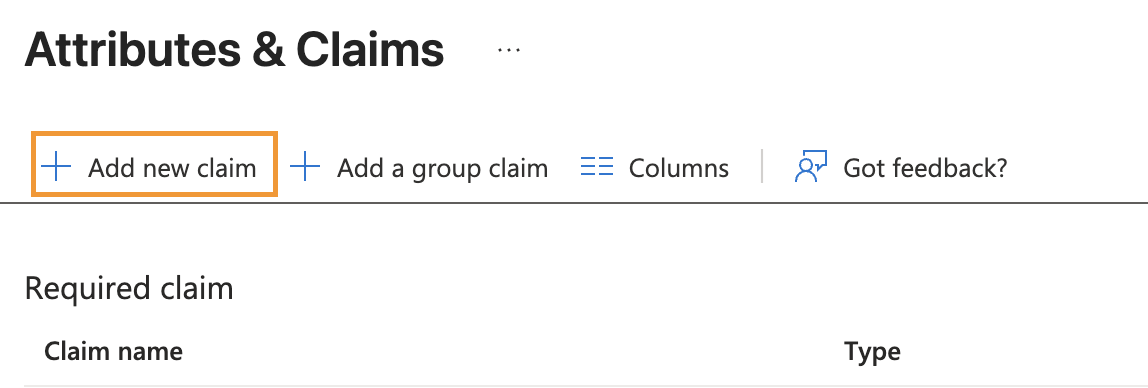 Attributes & Claims ...
Add new claim Add a group claim Columns Got feedback?
Required claim
Claim name Type